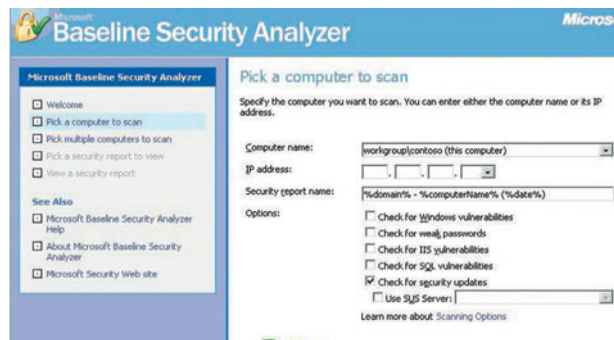 Microsoft
Baseline Security Analyzer
Microsoft Baseline Security Analyzer
Welcome
Pick a computer to scan
Pick multiple computers to scan
Pick a security report to view
View a security report
See Also
Microsoft Baseline Security Analyzer
Help
About Microsoft Baseline Security
Analyzer
Microsoft Security Web site
Pick a computer to scan
Specify the computer you want to scan. You can enter either the computer name or its IP
address.
Computer name: workgroup\contoso (this computer)
IP address: . . .
Security report name: %domain% - %computerName% (%date%)
Options:
Check for Windows vulnerabilities
Check for weak passwords
Check for IIS vulnerabilities
Check for SQL vulnerabilities
Check for security updates
Use SUS Server:
Learn more about Scanning Options